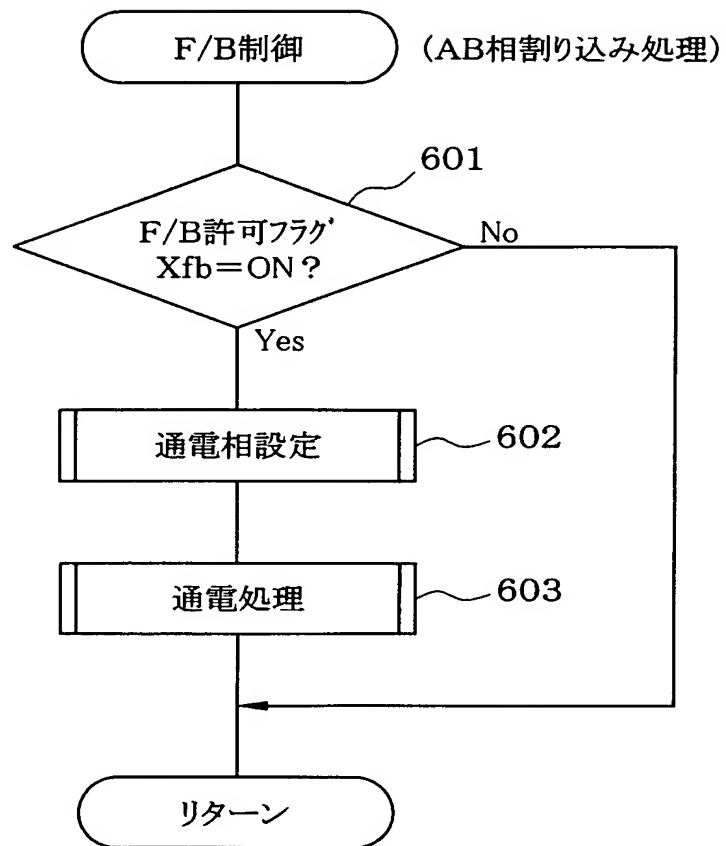 F/B制御
(AB相割り込み処理)
601
F/B許可フラグ
Xfb=ON?
No
Yes
通電相設定
602
通電処理
603
リターン